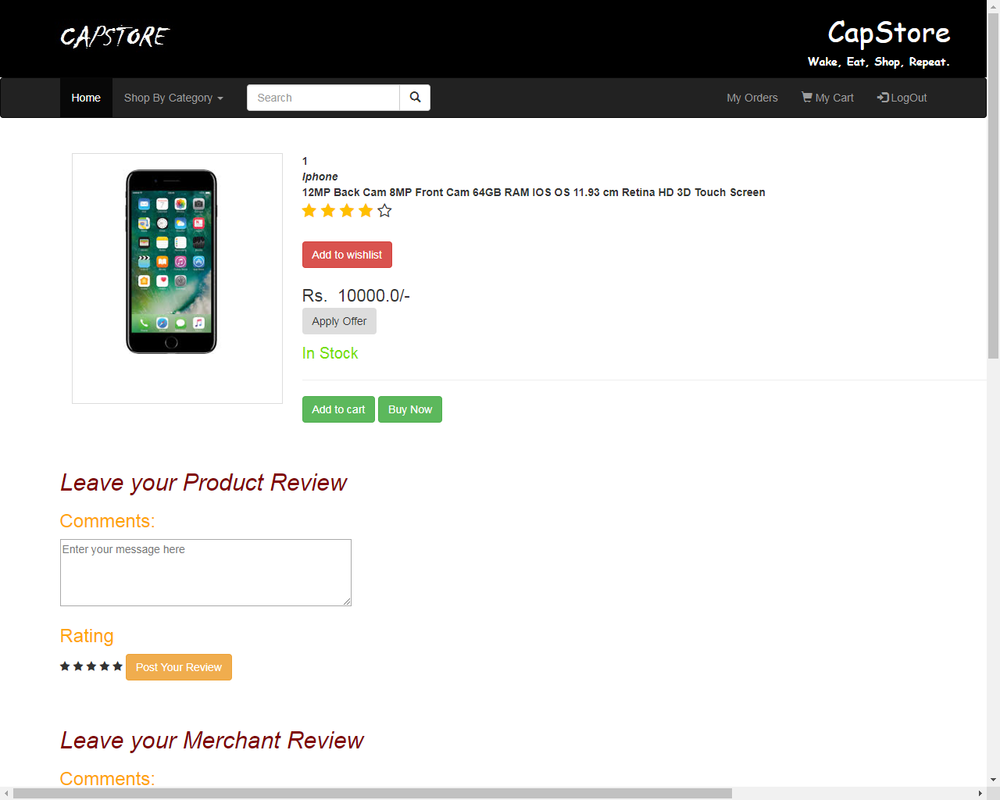 CAPSTORE
CapStore
Wake, Eat, Shop, Repeat.
Home Shop By Category Search My Orders My Cart LogOut
1
Iphone
12MP Back Cam 8MP Front Cam 64GB RAM IOS OS 11.93 cm Retina HD 3D Touch Screen
Add to wishlist
Rs. 10000.0/-
Apply Offer
In Stock
Add to cart Buy Now
Leave your Product Review
Comments:
Enter your message here
Rating
Post Your Review
Leave your Merchant Review
Comments: